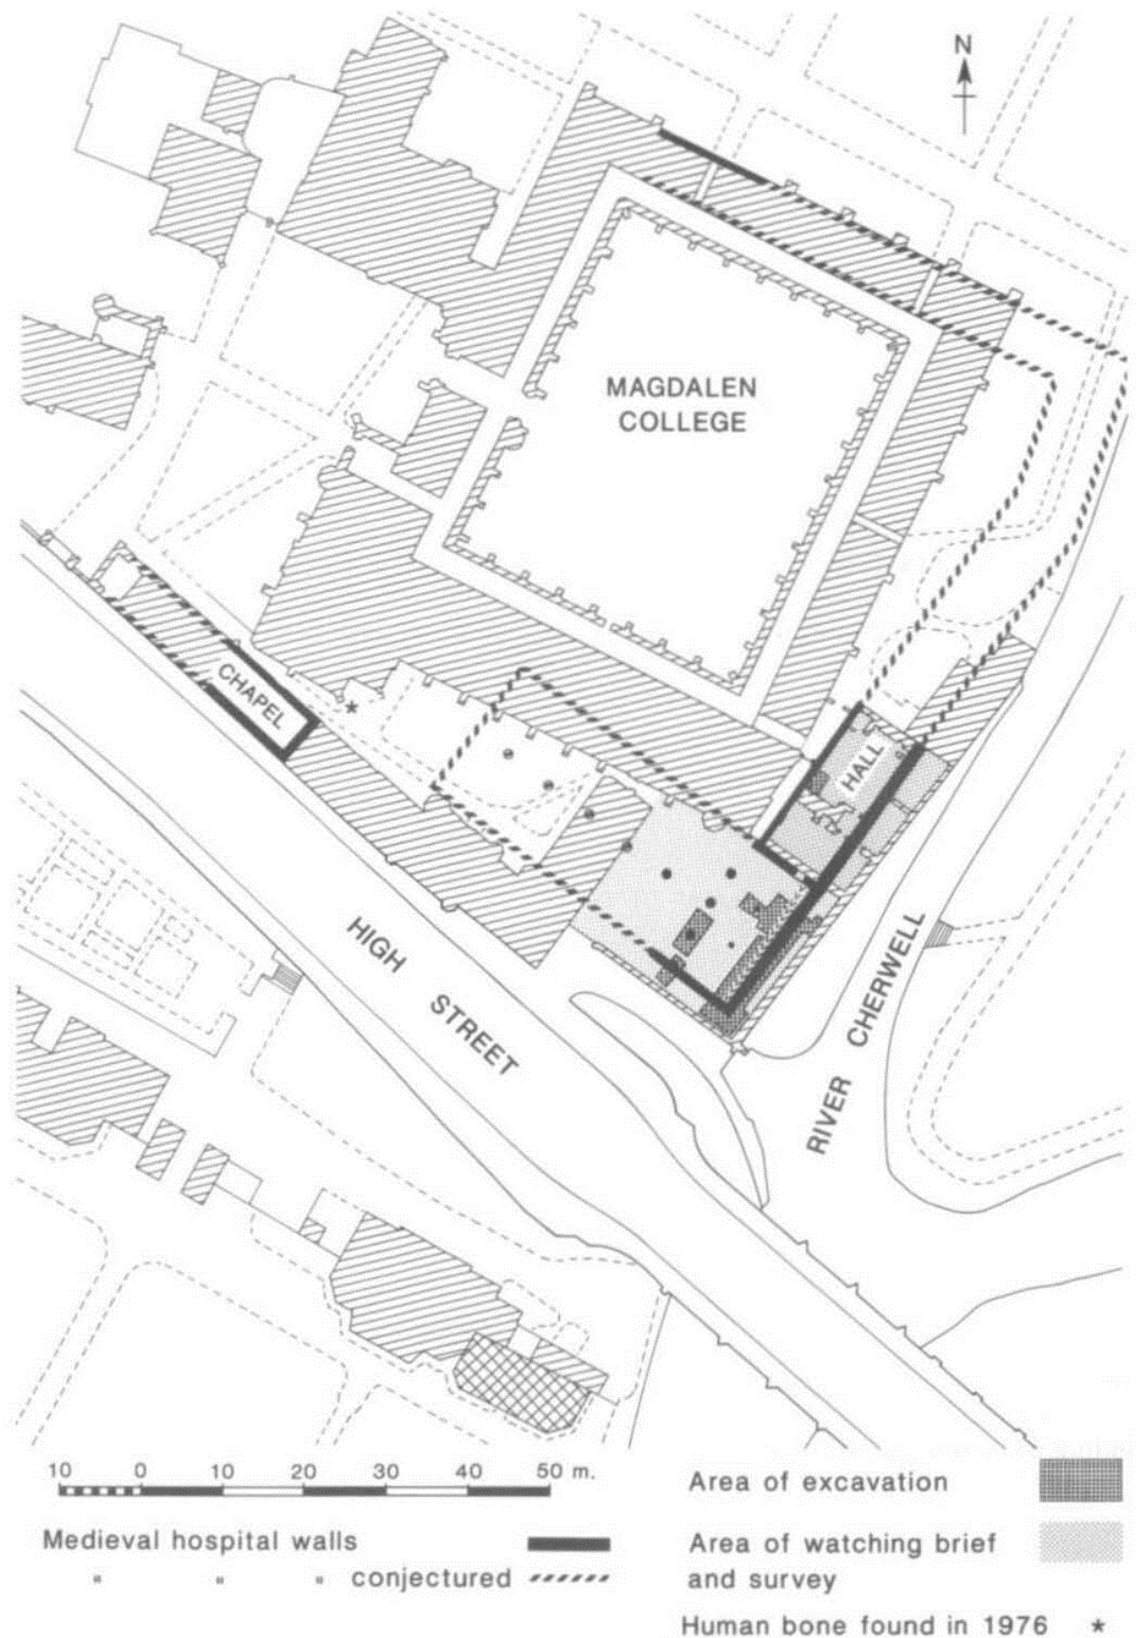 N
MAGDALEN
COLLEGE
CHAPEL
HALL
HIGH
STREET
RIVER CHERWELL
10 0 10 20 30 40 50 m.
Medieval hospital walls
" " " conjectured
Area of excavation
Area of watching brief
and survey
Human bone found in 1976 *